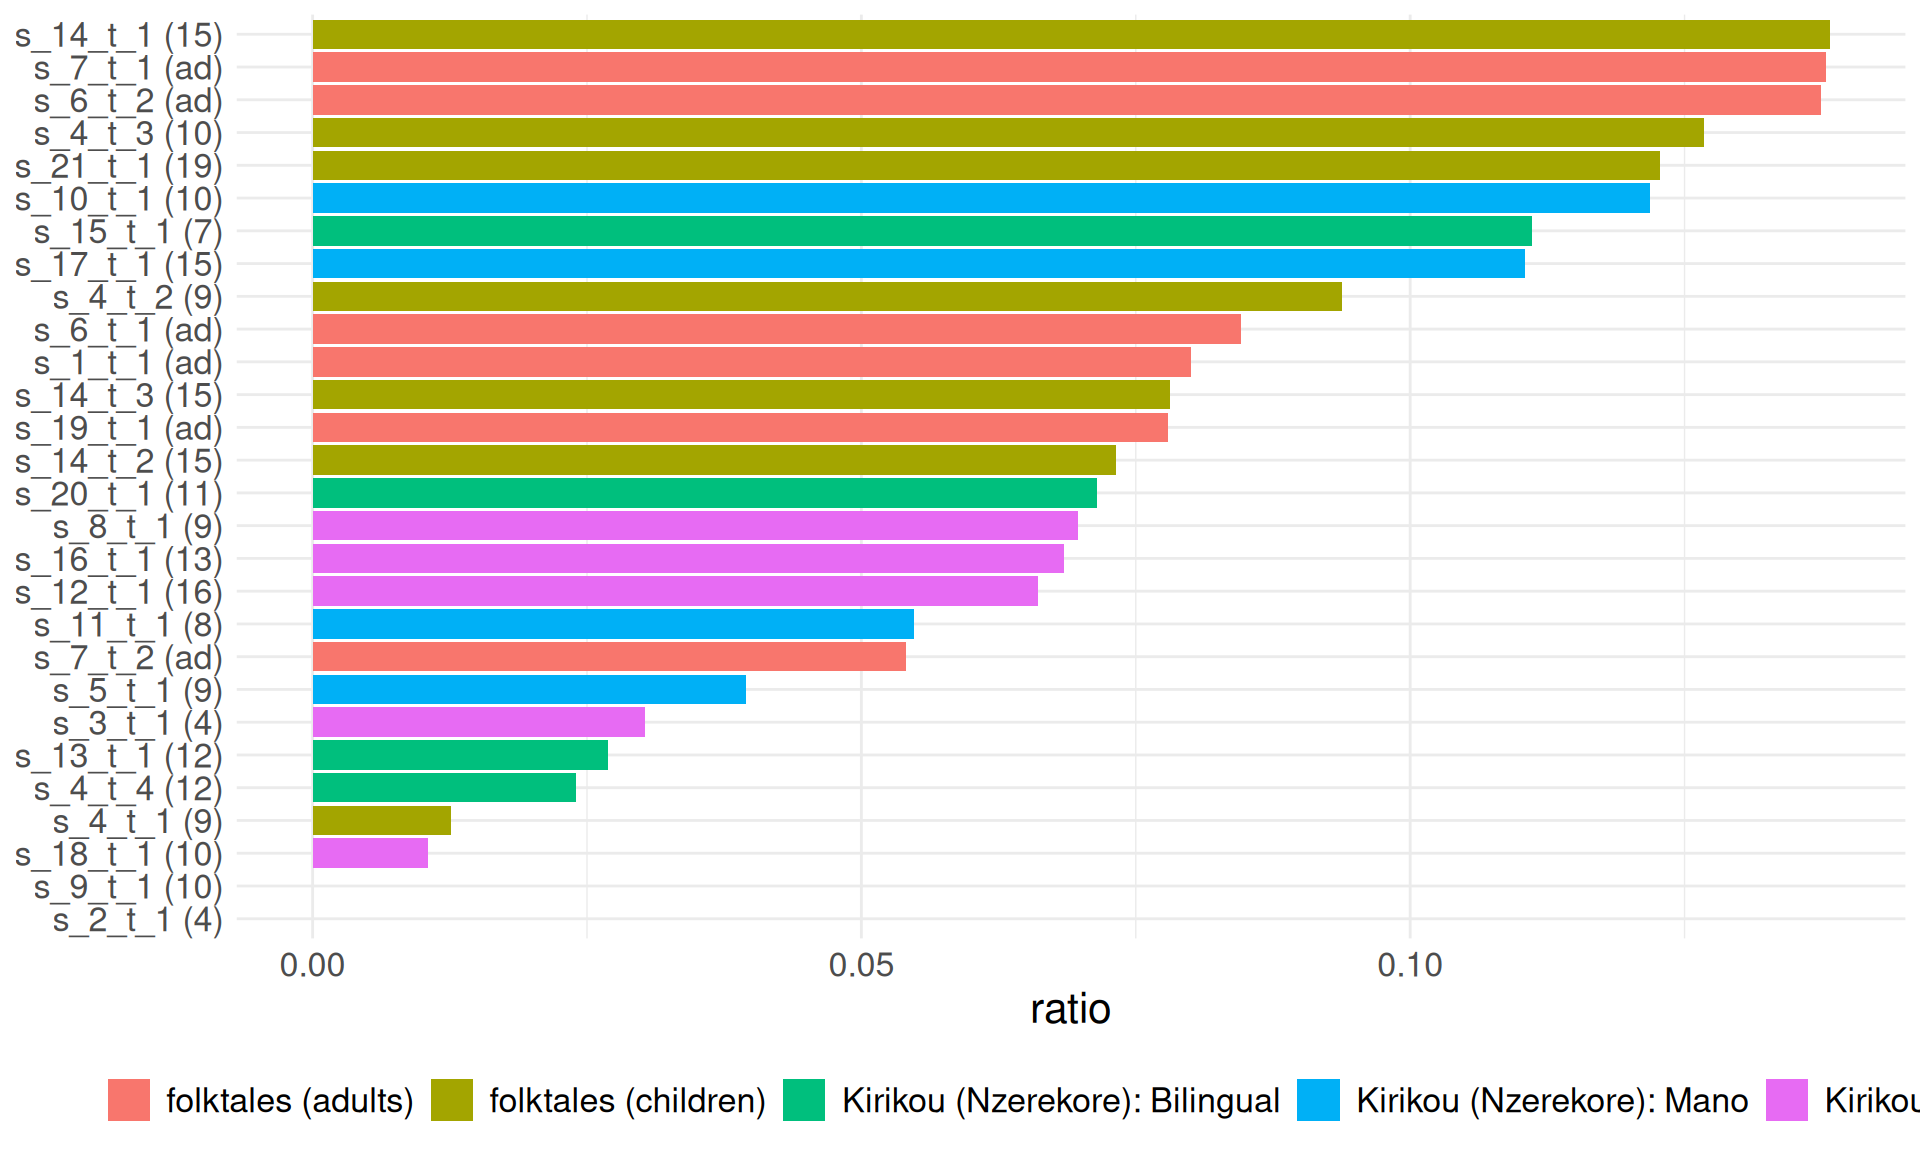 s_14_t_1 (15)
s_7_t_1 (ad)
s_6_t_2 (ad)
s_4_t_3 (10)
s_21_t_1 (19)
s_10_t_1 (10)
s_15_t_1 (7)
s_17_t_1 (15)
s_4_t_2 (9)
s_6_t_1 (ad)
s_1_t_1 (ad)
s_14_t_3 (15)
s_19_t_1 (ad)
s_14_t_2 (15)
s_20_t_1 (11)
s_8_t_1 (9)
s_16_t_1 (13)
s_12_t_1 (16)
s_11_t_1 (8)
s_7_t_2 (ad)
s_5_t_1 (9)
s_3_t_1 (4)
s_13_t_1 (12)
s_4_t_4 (12)
s_4_t_1 (9)
s_18_t_1 (10)
s_9_t_1 (10)
s_2_t_1 (4)
0.00 0.05 0.10
ratio
folktales (adults) folktales (children) Kirikou (Nzerekore): Bilingual Kirikou (Nzerekore): Mano